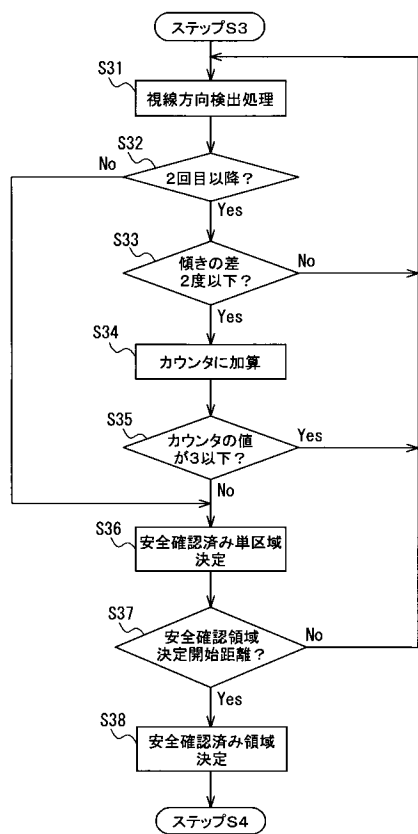 ステップS3
S31
視線方向検出処理
S32
No
2回目以降?
Yes
S33
傾きの差
2度以下?
No
Yes
S34
カウンタに加算
S35
カウンタの値
が3以下?
Yes
No
S36
安全確認済み単区域
決定
S37
安全確認領域
決定開始距離?
No
Yes
S38
安全確認済み領域
決定
ステップS4